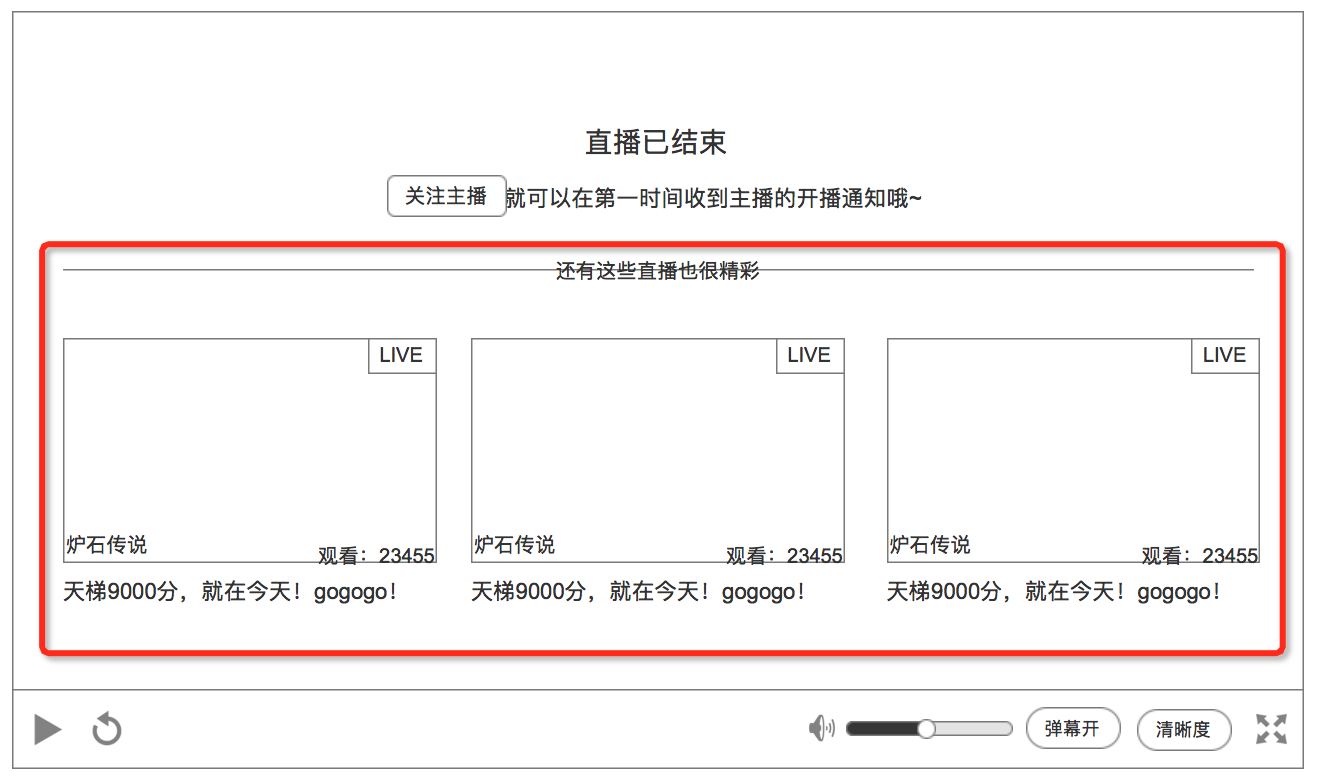 直播已结束
关注主播 就可以在第一时间收到主播的开播通知哦~
还有这些直播也很精彩
LIVE LIVE LIVE
炉石传说 观看：23455 炉石传说 观看：23455 炉石传说 观看：23455
天梯9000分，就在今天！gogogo！ 天梯9000分，就在今天！gogogo！ 天梯9000分，就在今天！gogogo！
弹幕开 清晰度